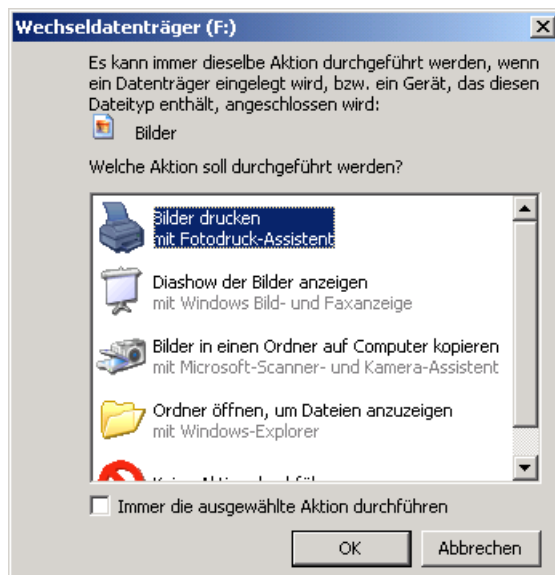 Wechseldatenträger (F:)
Es kann immer dieselbe Aktion durchgeführt werden, wenn
ein Datenträger eingelegt wird, bzw. ein Gerät, das diesen
Dateityp enthält, angeschlossen wird:
Bilder
Welche Aktion soll durchgeführt werden?
Bilder drucken
mit Fotodruck-Assistent
Diashow der Bilder anzeigen
mit Windows Bild- und Faxanzeige
Bilder in einen Ordner auf Computer kopieren
mit Microsoft-Scanner- und Kamera-Assistent
Ordner öffnen, um Dateien anzuzeigen
mit Windows-Explorer
Immer die ausgewählte Aktion durchführen
OK
Abbrechen